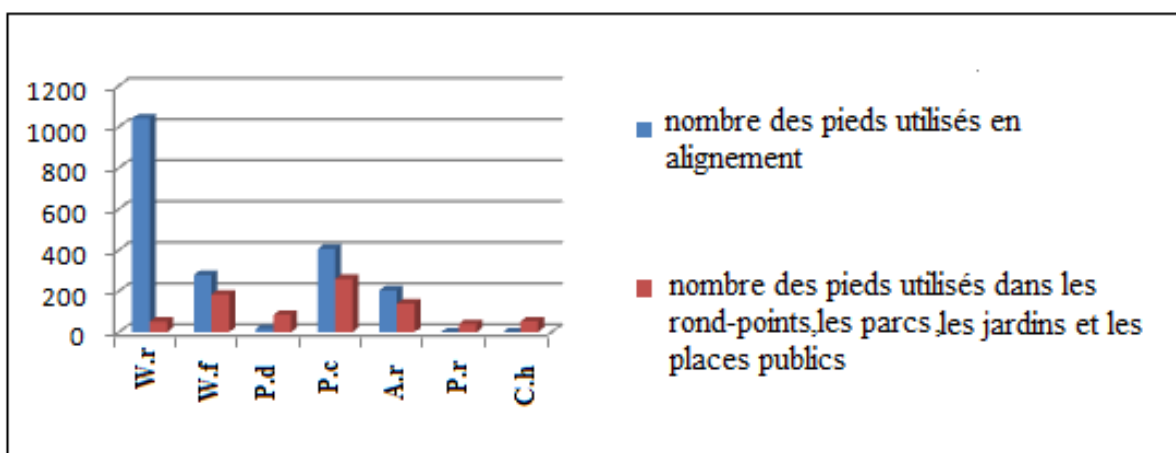 1200
1000
800
600
400
200
0
W.r
W.f
P.d
P.c
A.r
P.r
C.h
nombre des pieds utilisés en
alignement
nombre des pieds utilisés dans les
rond-points,les parcs,les jardins et les
places publics